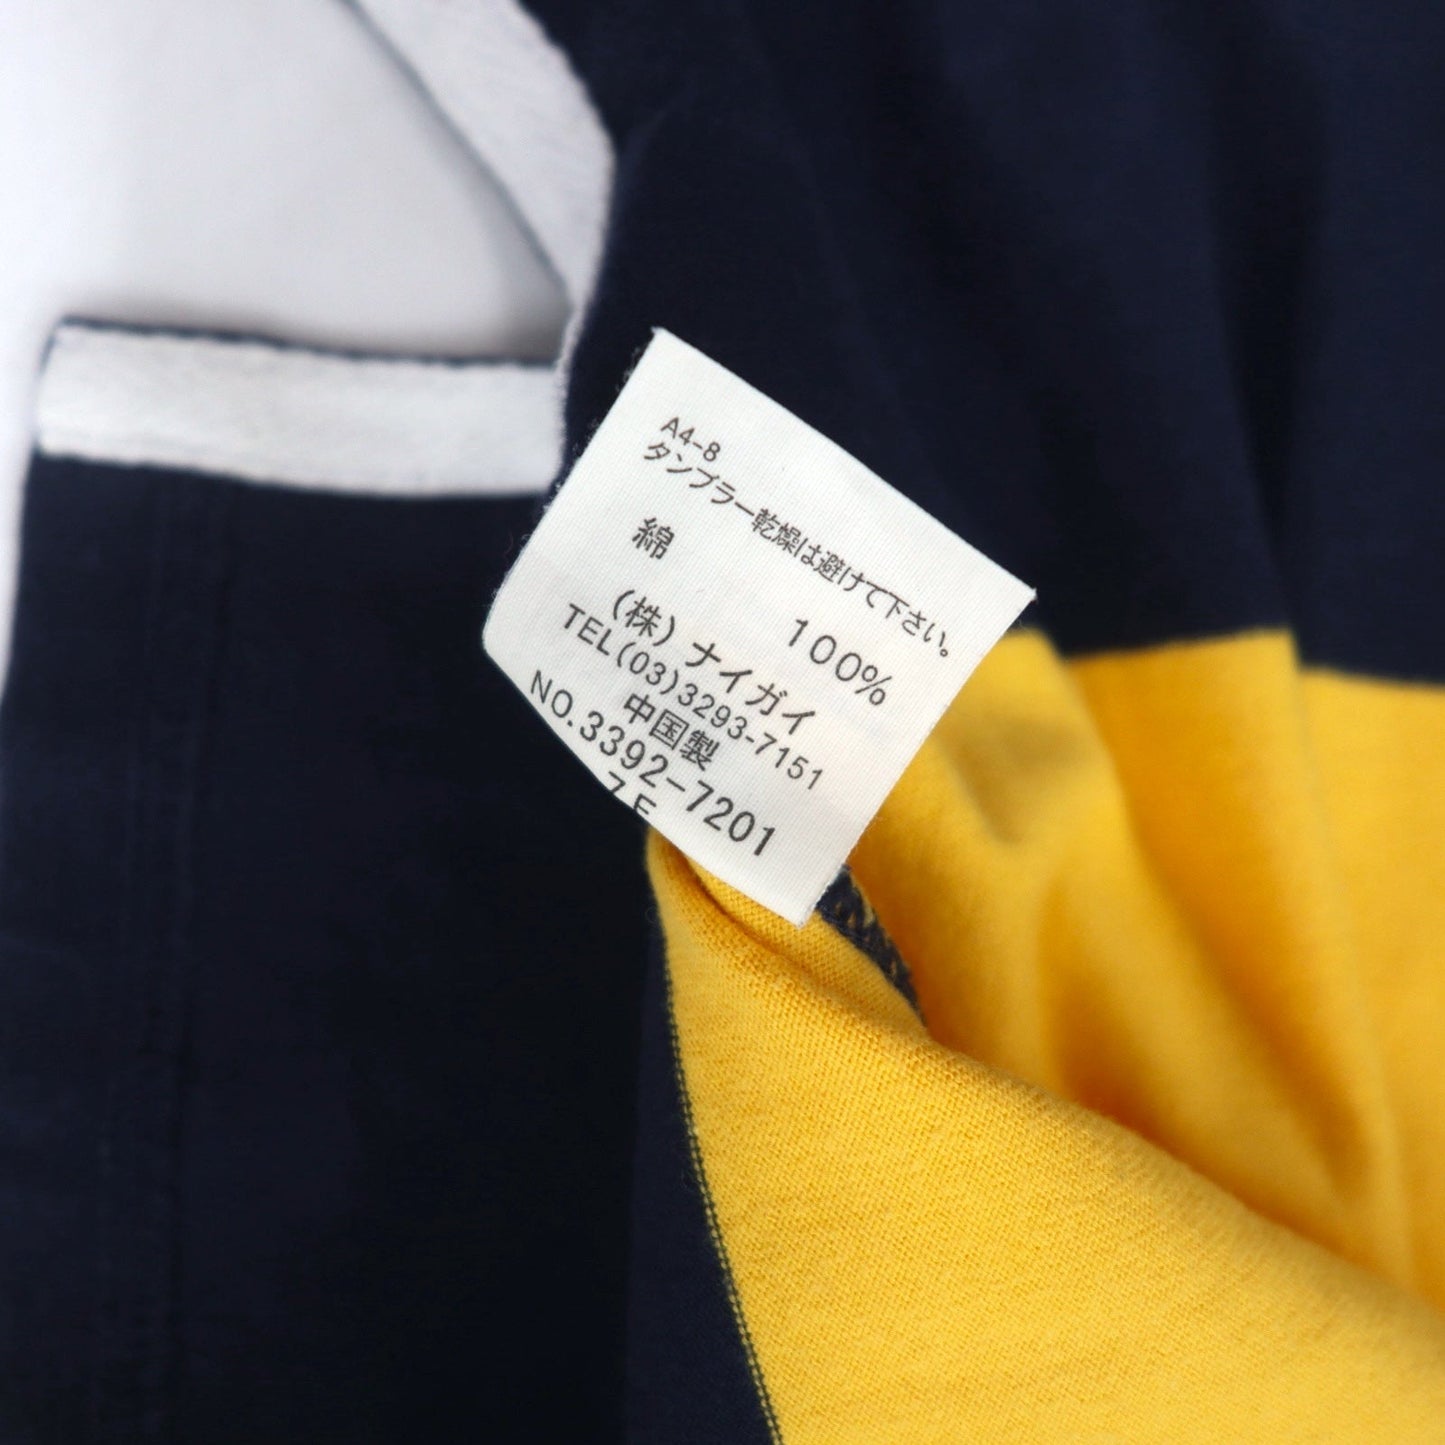 A4-8
タンブラー乾燥は避けて下さい。
綿 100%
(株)ナイガイ
TEL(03)3293-7151
中国製
NO.3392-7201